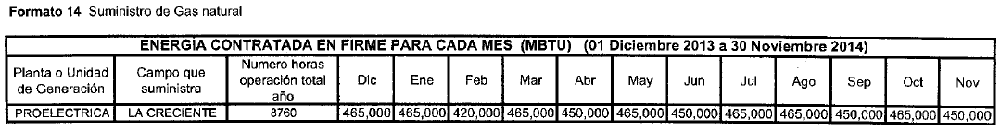 Formato 14 Suministro de Gas natural
ENERGÍA CONTRATADA EN FIRME PARA CADA MES (MBTU) (01 Diciembre 2013 a 30 Noviembre 2014)
Planta o Unidad de Generación Campo que suministra Numero horas operación total año Dic Ene Feb Mar Abr May Jun Jul Ago Sep Oct Nov
PROELECTRICA LA CRECIENTE 8760 465,000 465,000 420,000 465,000 450,000 465,000 450,000 465,000 465,000 450,000 465,000 450,000